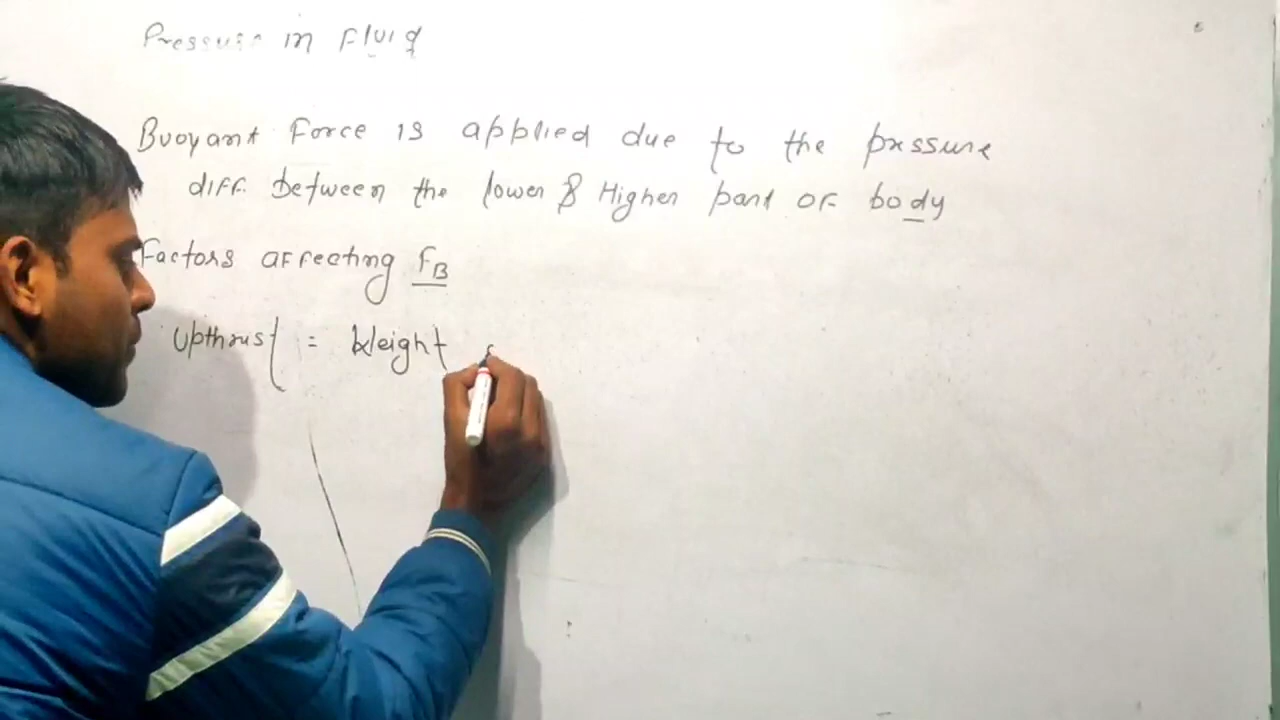 Pressure in Fluid
Buoyant Force is applied due to the pressure
diff. between the lower & Higher part of body
Factors affecting FB
Upthrust = Weight